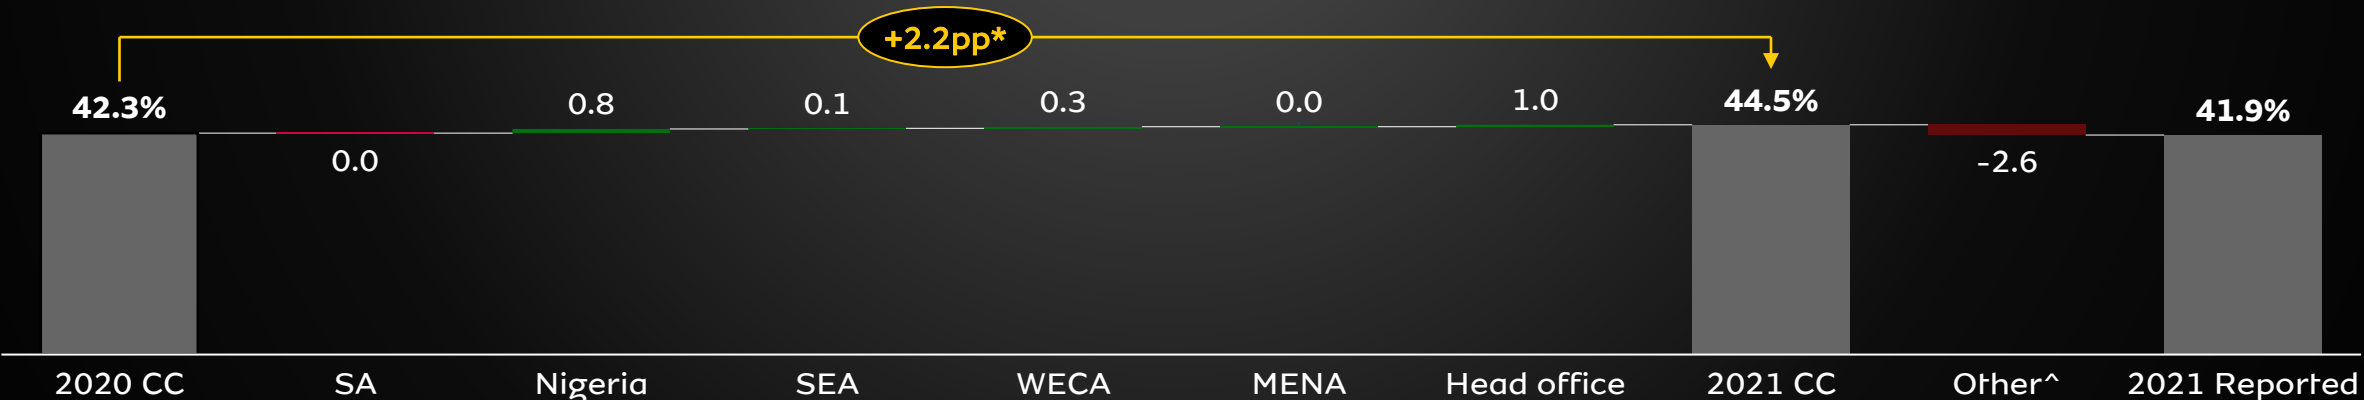 +2.2pp*
42.3%
0.0
0.8
0.1
0.3
0.0
1.0
44.5%
-2.6
41.9%
2020 CC
SA
Nigeria
SEA
WECA
MENA
Head office
2021 CC
Other^
2021 Reported